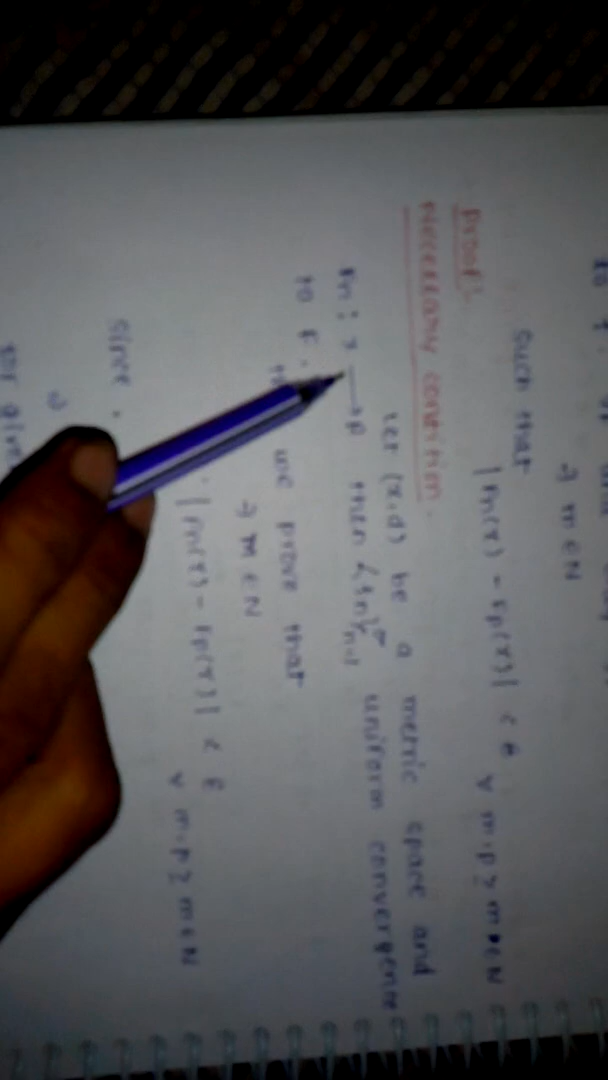 to f.
∃ m ∈ N
such that
|fn(x) - fp(x)| < ε ∀ m.p ≥ m ∈ N
Proof:
Necessary condition.
Let (x,d) be a metric space and
fn: x → R then {fn}∞n=1 uniform convergence
to f. we prove that
∃ m ∈ N
|fn(x) - fp(x)| < ε
∀ m.p ≥ m ∈ N
Since